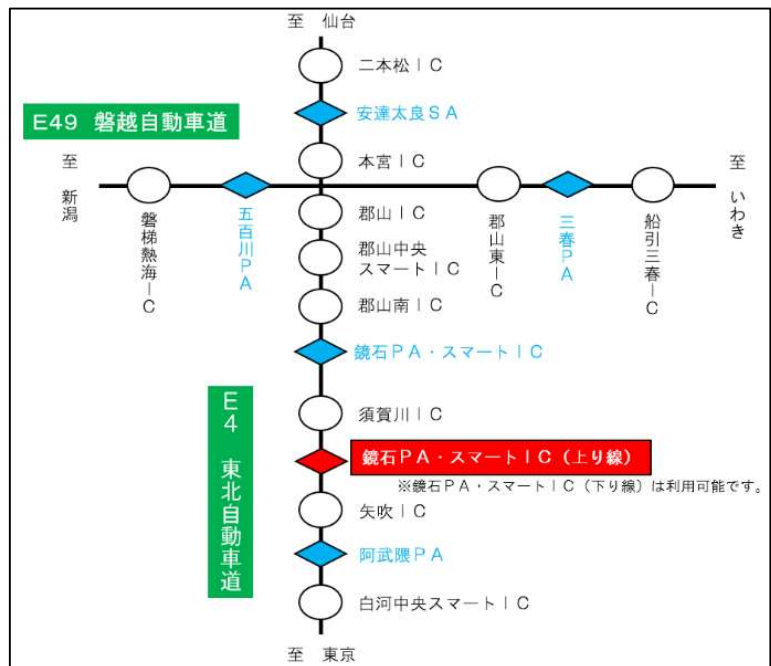 至 仙台
二本松ＩＣ
安達太良ＳＡ
E49 磐越自動車道
本宮ＩＣ
至 新潟
至 いわき
磐梯熱海ＩＣ
五百川ＰＡ
郡山ＩＣ
郡山東ＩＣ
三春ＰＡ
船引三春ＩＣ
郡山中央
スマートＩＣ
郡山南ＩＣ
鏡石ＰＡ・スマートＩＣ
E4 東北自動車道
須賀川ＩＣ
鏡石ＰＡ・スマートＩＣ（上り線）
※鏡石ＰＡ・スマートＩＣ（下り線）は利用可能です。
矢吹ＩＣ
阿武隈ＰＡ
白河中央スマートＩＣ
至 東京